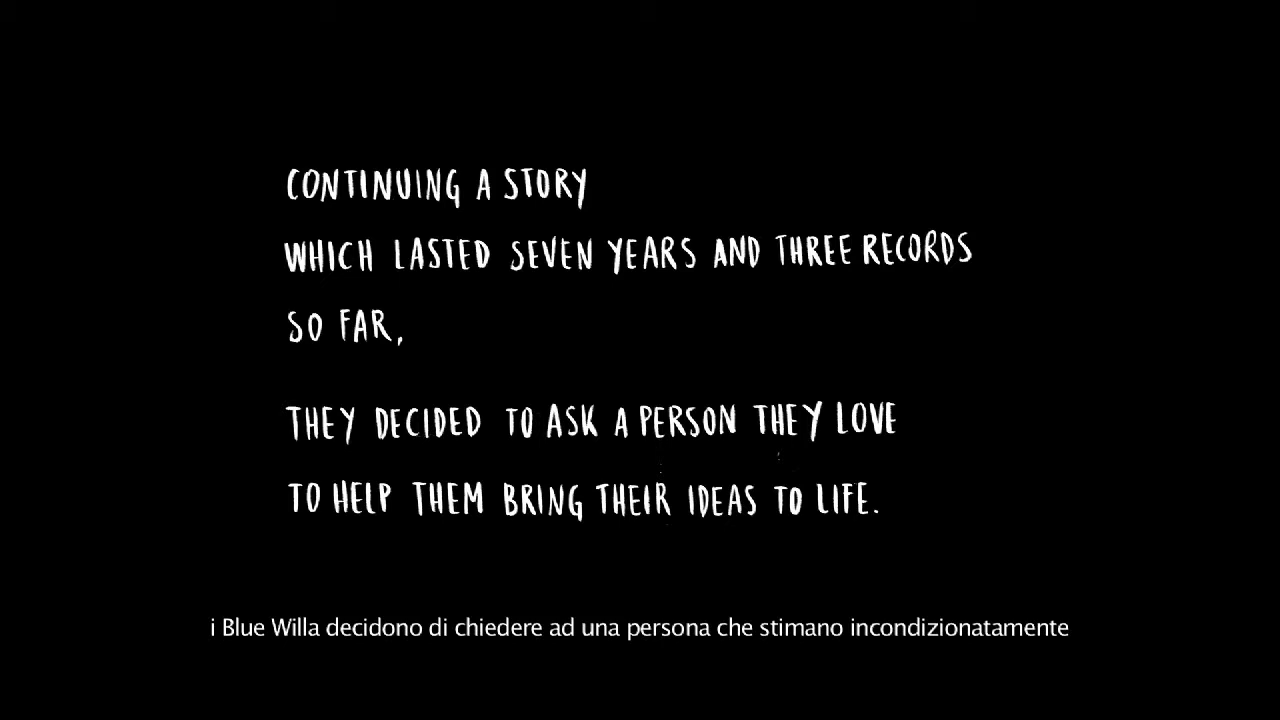 CONTINUING A STORY
WHICH LASTED SEVEN YEARS AND THREE RECORDS
SO FAR,
THEY DECIDED TO ASK A PERSON THEY LOVE
TO HELP THEM BRING THEIR IDEAS TO LIFE.
i Blue Willa decidono di chiedere ad una persona che stimano incondizionatamente